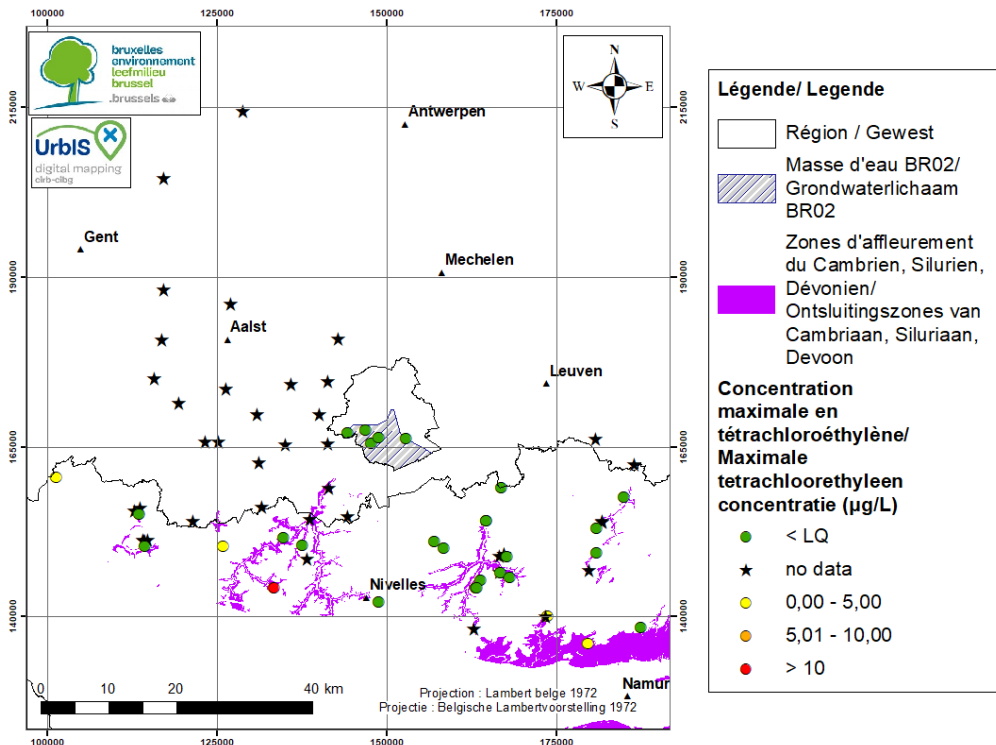 100000
125000
150000
175000
bruxelles
environnement
leefmilieu
brussel
.brussels
UrbIS
digital mapping
cirb-cibg
N
W
E
S
215000
215000
Antwerpen
Gent
Mechelen
190000
190000
Aalst
Leuven
165000
165000
Nivelles
140000
140000
Namur
0
10
20
40 km
Projection : Lambert belge 1972
Projectie : Belgische Lambertvoorstelling 1972
100000
125000
150000
175000
Légende/ Legende
Région / Gewest
Masse d'eau BR02/
Grondwaterlichaam
BR02
Zones d'affleurement
du Cambrien, Silurien,
Dévonien/
Ontsluitingszones van
Cambriaan, Siluriaan,
Devoon
Concentration
maximale en
tétrachloroéthylène/
Maximale
tetrachloorethyleen
concentratie (µg/L)
< LQ
no data
0,00 - 5,00
5,01 - 10,00
> 10